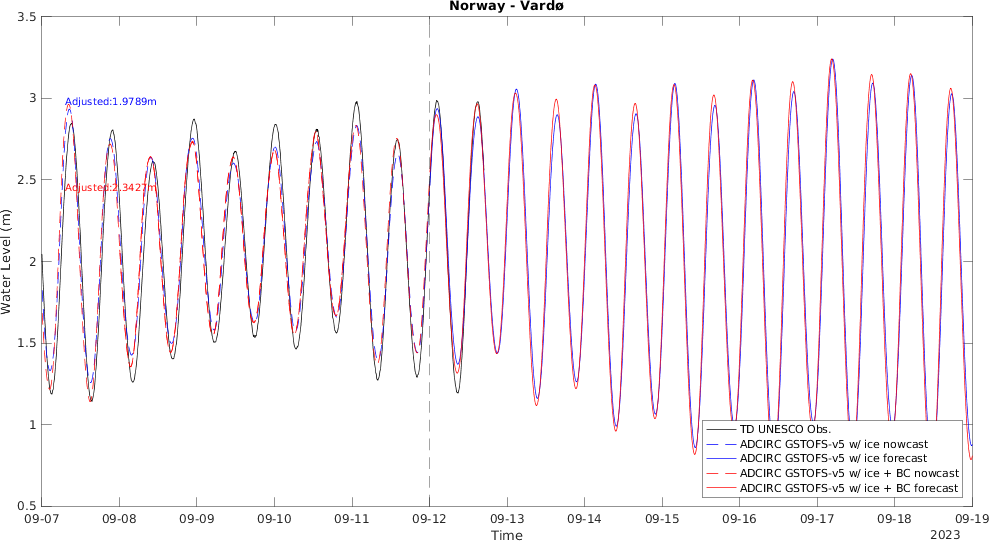 Norway - Vardø
3.5
3
2.5
2
1.5
1
0.5
Water Level (m)
Adjusted:1.9789m
Adjusted:2.3427m
TD UNESCO Obs.
ADCIRC GSTOFS-v5 w/ ice nowcast
ADCIRC GSTOFS-v5 w/ ice forecast
ADCIRC GSTOFS-v5 w/ ice + BC nowcast
ADCIRC GSTOFS-v5 w/ ice + BC forecast
09-07 09-08 09-09 09-10 09-11 09-12 09-13 09-14 09-15 09-16 09-17 09-18 09-19
Time
2023